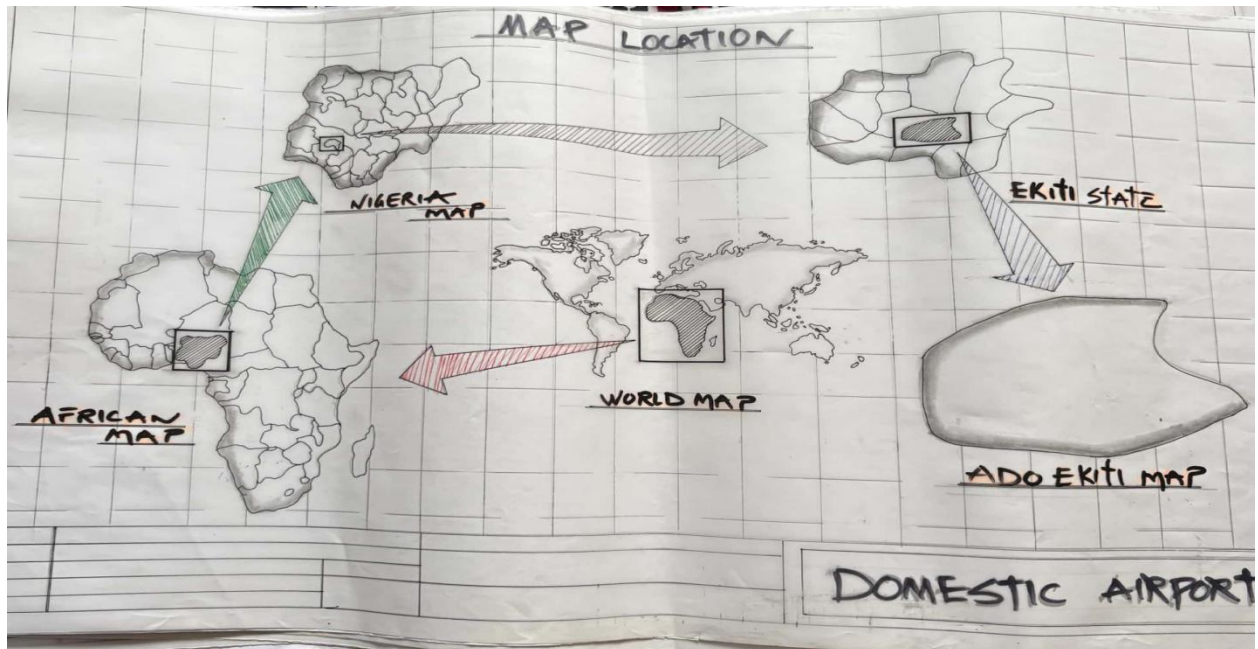 MAP LOCATION
NIGERIA
MAP
EKITI STATE
AFRICAN
MAP
WORLD MAP
ADO EKITI MAP
DOMESTIC AIRPORT